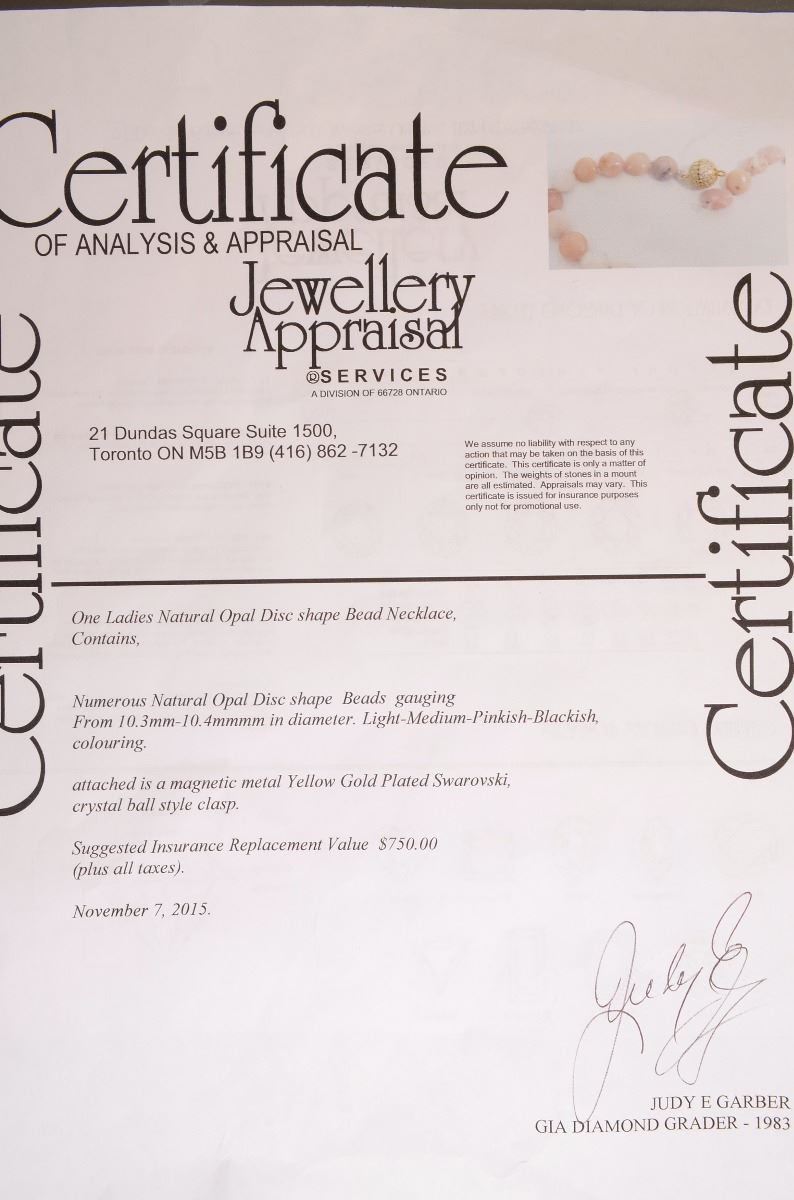 Certificate
OF ANALYSIS & APPRAISAL
Jewellery
Appraisal
®SERVICES
A DIVISION OF 66728 ONTARIO
21 Dundas Square Suite 1500,
Toronto ON M5B 1B9 (416) 862 -7132
We assume no liability with respect to any
action that may be taken on the basis of this
certificate. This certificate is only a matter of
opinion. The weights of stones in a mount
are all estimated. Appraisals may vary. This
certificate is issued for insurance purposes
only not for promotional use.
Certificate
Certificate
One Ladies Natural Opal Disc shape Bead Necklace,
Contains,
Numerous Natural Opal Disc shape Beads gauging
From 10.3mm-10.4mmmm in diameter. Light-Medium-Pinkish-Blackish,
colouring.
attached is a magnetic metal Yellow Gold Plated Swarovski,
crystal ball style clasp.
Suggested Insurance Replacement Value $750.00
(plus all taxes).
November 7, 2015.
JUDY E GARBER
GIA DIAMOND GRADER - 1983